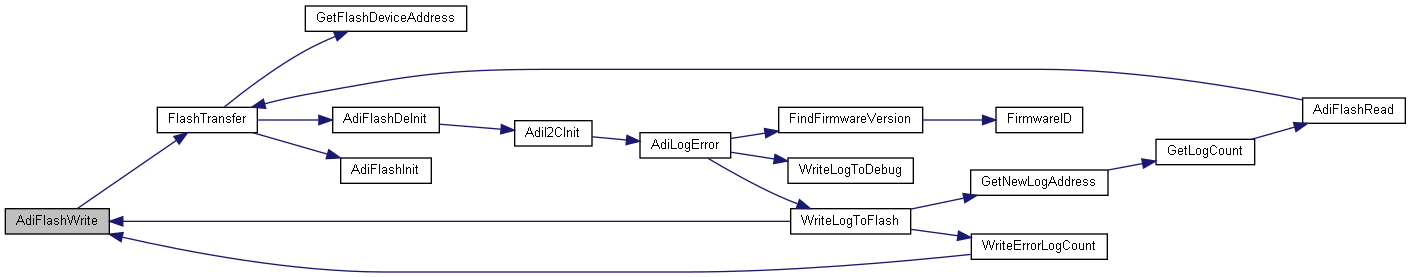 GetFlashDeviceAddress
AdiFlashRead
FlashTransfer
AdiFlashDeInit
FindFirmwareVersion
FirmwareID
AdiI2CInit
AdiLogError
GetLogCount
AdiFlashInit
WriteLogToDebug
GetNewLogAddress
AdiFlashWrite
WriteLogToFlash
WriteErrorLogCount